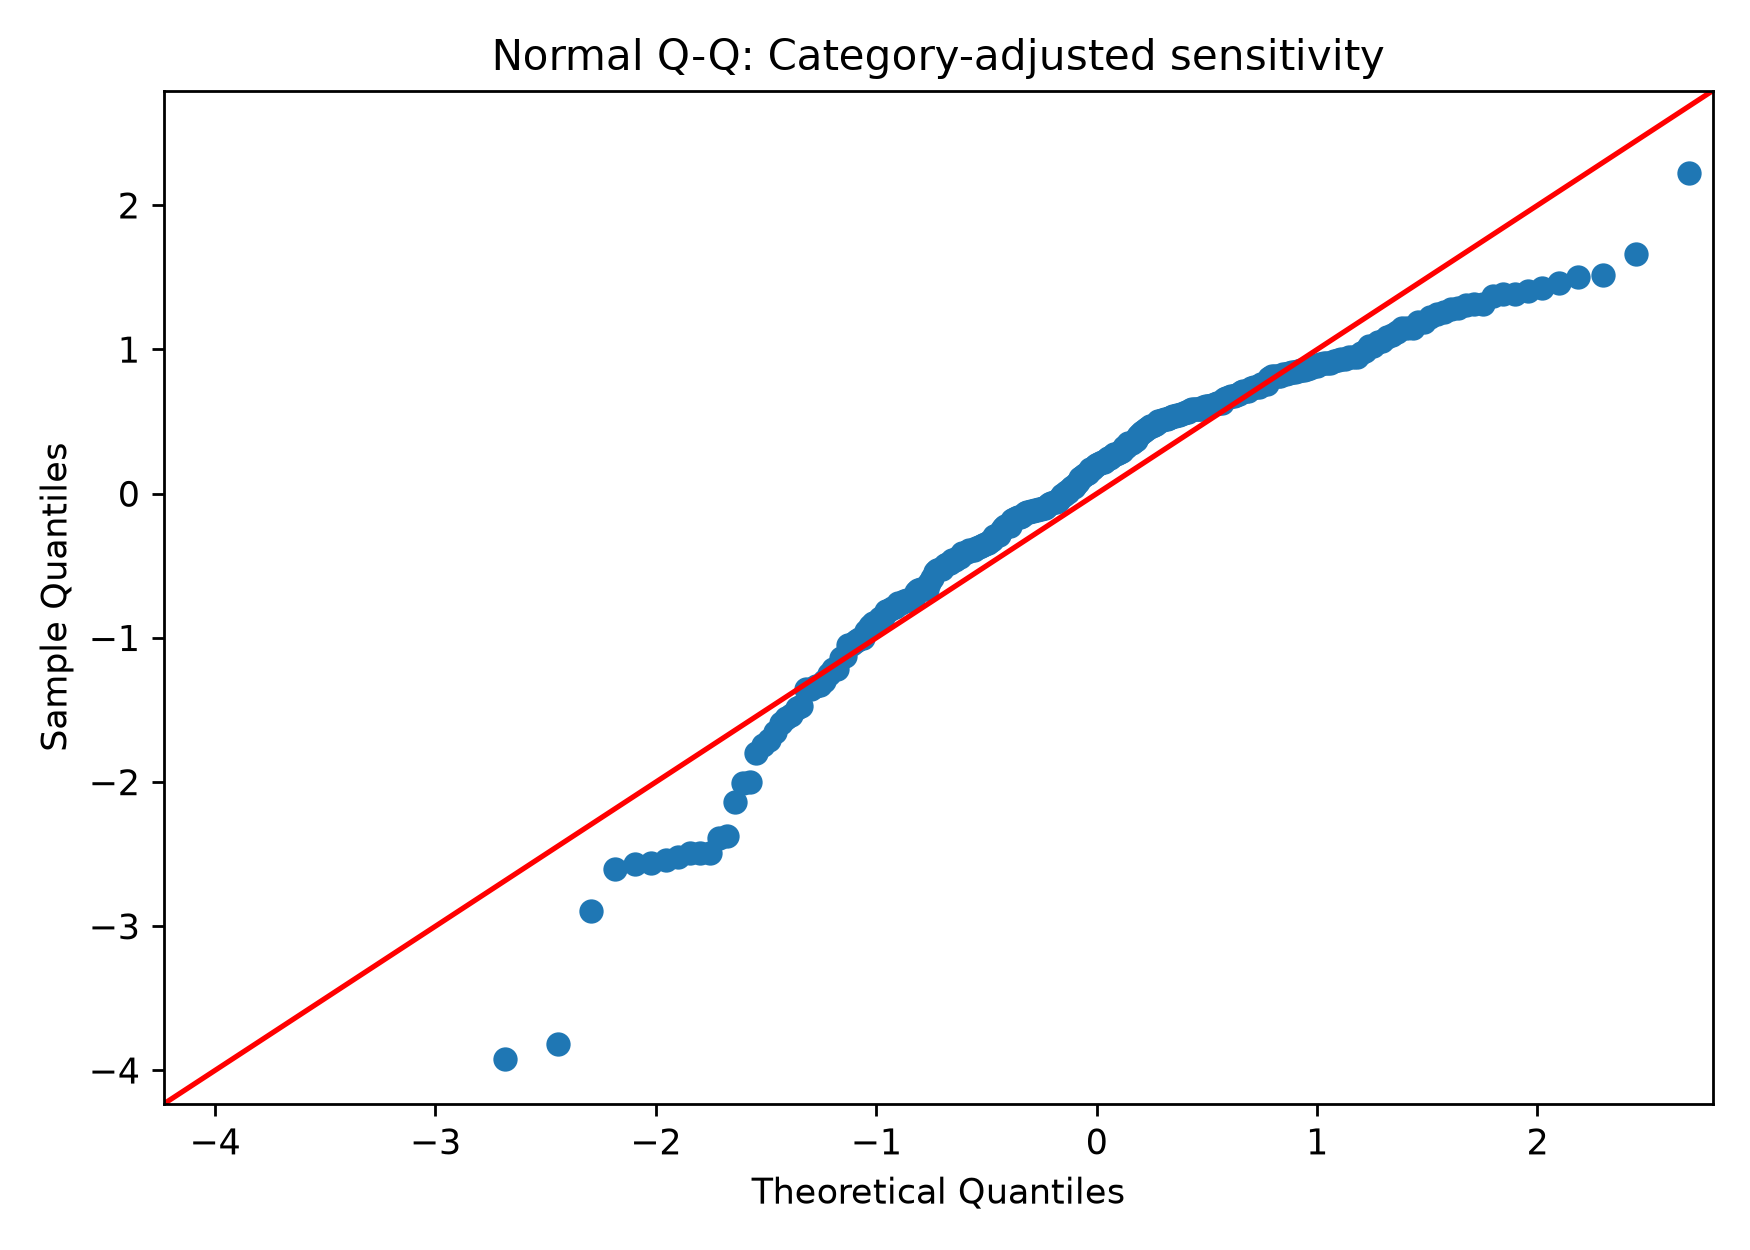 Normal Q-Q: Category-adjusted sensitivity
Sample Quantiles
2
1
0
−1
−2
−3
−4
−4 −3 −2 −1 0 1 2
Theoretical Quantiles